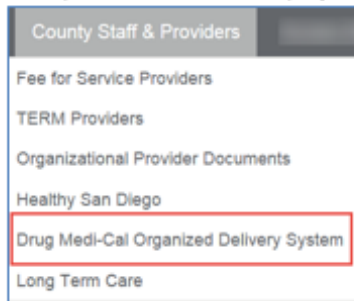 County Staff & Providers
Fee for Service Providers
TERM Providers
Organizational Provider Documents
Healthy San Diego
Drug Medi-Cal Organized Delivery System
Long Term Care